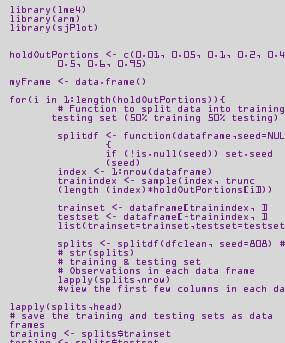 library(lme4)
library(arm)
library(sjPlot)
holdOutPortions <- c(0.01, 0.05, 0.1, 0.2, 0.4
0.5, 0.6, 0.95)
myFrame <- data.frame()
for(i in 1:length(holdOutPortions)){
# Function to split data into training
testing set (50% training 50% testing)
splitdf <- function(dataframe,seed=NUL
{
if (!is.null(seed)) set.seed
(seed)
index <- 1:nrow(dataframe)
trainindex <- sample(index, trunc
(length (index)*holdOutPortions[i]))
trainset <- dataframe[trainindex, ]
testset <- dataframe[-trainindex, ]
list(trainset=trainset,testset=testset
splits <- splitdf(dfclean, seed=808) #
# str(splits)
# training & testing set
# Observations in each data frame
lapply(splits,nrow)
#view the first few columns in each da
lapply(splits,head)
# save the training and testing sets as data
frames
training <- splits$trainset
testing <- splits$testset